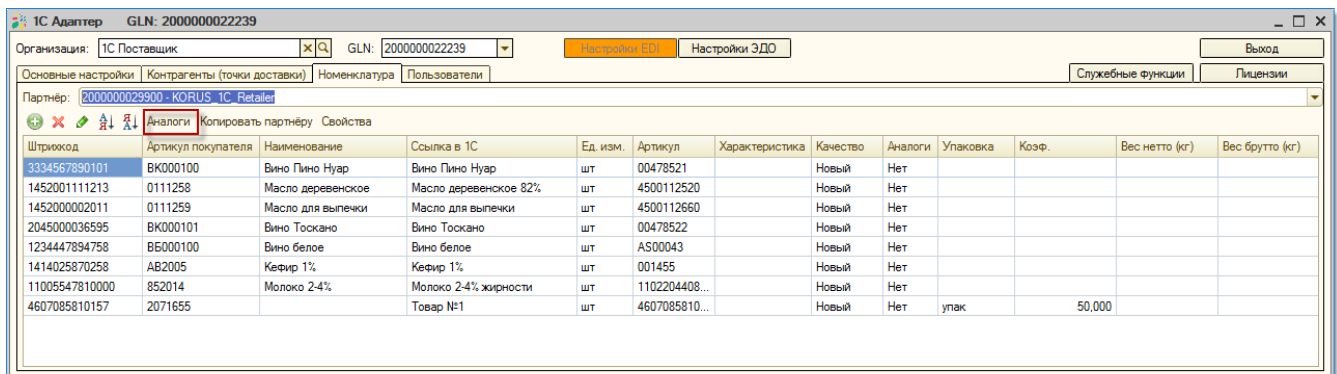 1С Адаптер GLN: 2000000022239
Организация: 1С Поставщик GLN: 2000000022239 Настройки EDI Настройки ЭДО Выход
Основные настройки Контрагенты (точки доставки) Номенклатура Пользователи Служебные функции Лицензии
Партнёр: 2000000029900 - KORUS_1C_Retailer
Аналоги Копировать партнёру Свойства
Штрихкод Артикул покупателя Наименование Ссылка в 1С Ед. изм. Артикул Характеристика Качество Аналоги Упаковка Коэф. Вес нетто (кг) Вес брутто (кг)
3334567890101 ВК000100 Вино Пино Нуар Вино Пино Нуар шт 00478521 Новый Нет
1452001111213 0111258 Масло деревенское Масло деревенское 82% шт 4500112520 Новый Нет
1452000002011 0111259 Масло для выпечки Масло для выпечки шт 4500112660 Новый Нет
2045000036595 ВК000101 Вино Тоскано Вино Тоскано шт 00478522 Новый Нет
1234447894758 ВБ000100 Вино белое Вино белое шт AS00043 Новый Нет
1414025870258 АВ2005 Кефир 1% Кефир 1% шт 001455 Новый Нет
11005547810000 852014 Молоко 2-4% Молоко 2-4% жирности шт 1102204408... Новый Нет
4607085810157 2071655 Товар №1 шт 4607085810... Новый Нет упак 50,000